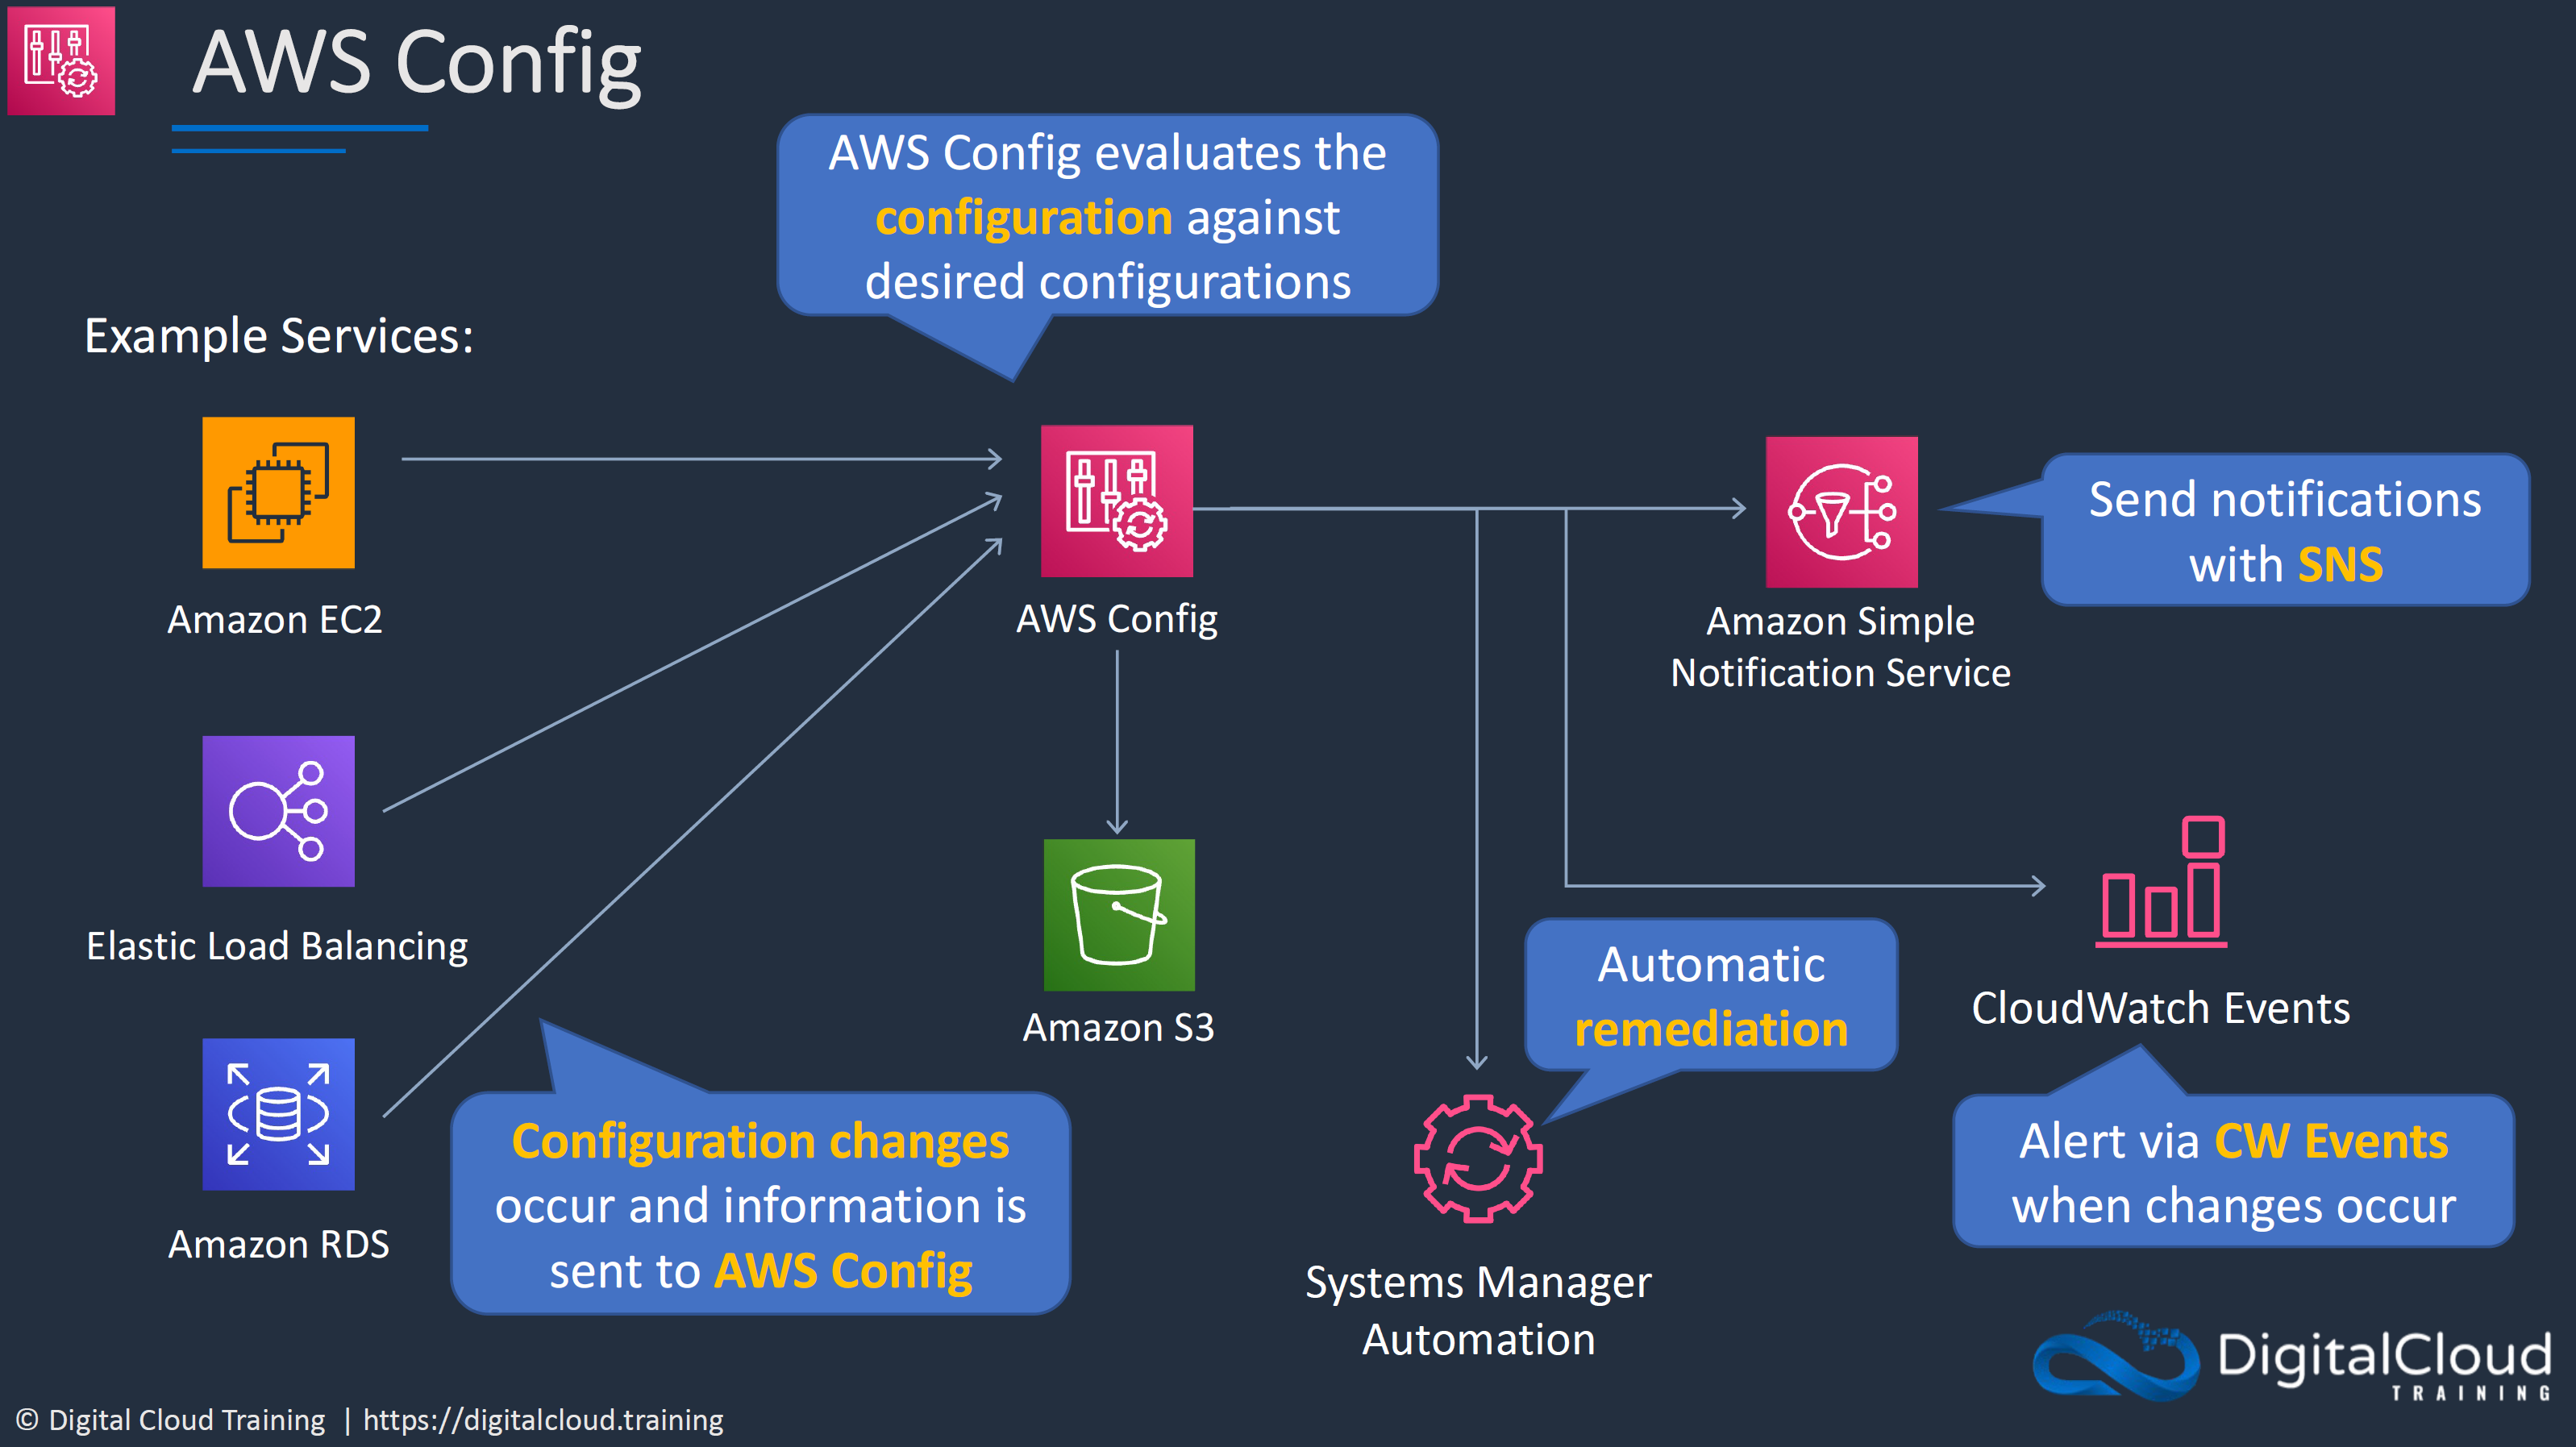 AWS Config
AWS Config evaluates the
configuration against
desired configurations
Example Services:
Amazon EC2
AWS Config
Amazon Simple
Notification Service
Send notifications
with SNS
Elastic Load Balancing
Amazon S3
Automatic
remediation
CloudWatch Events
Amazon RDS
Configuration changes
occur and information is
sent to AWS Config
Alert via CW Events
when changes occur
Systems Manager
Automation
DigitalCloud
TRAINING
© Digital Cloud Training | https://digitalcloud.training